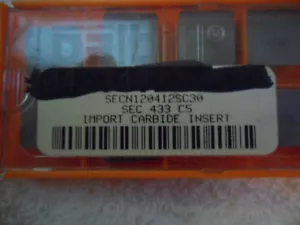 SECN120412SC30
SEC 433 C5
IMPORT CARBIDE INSERT